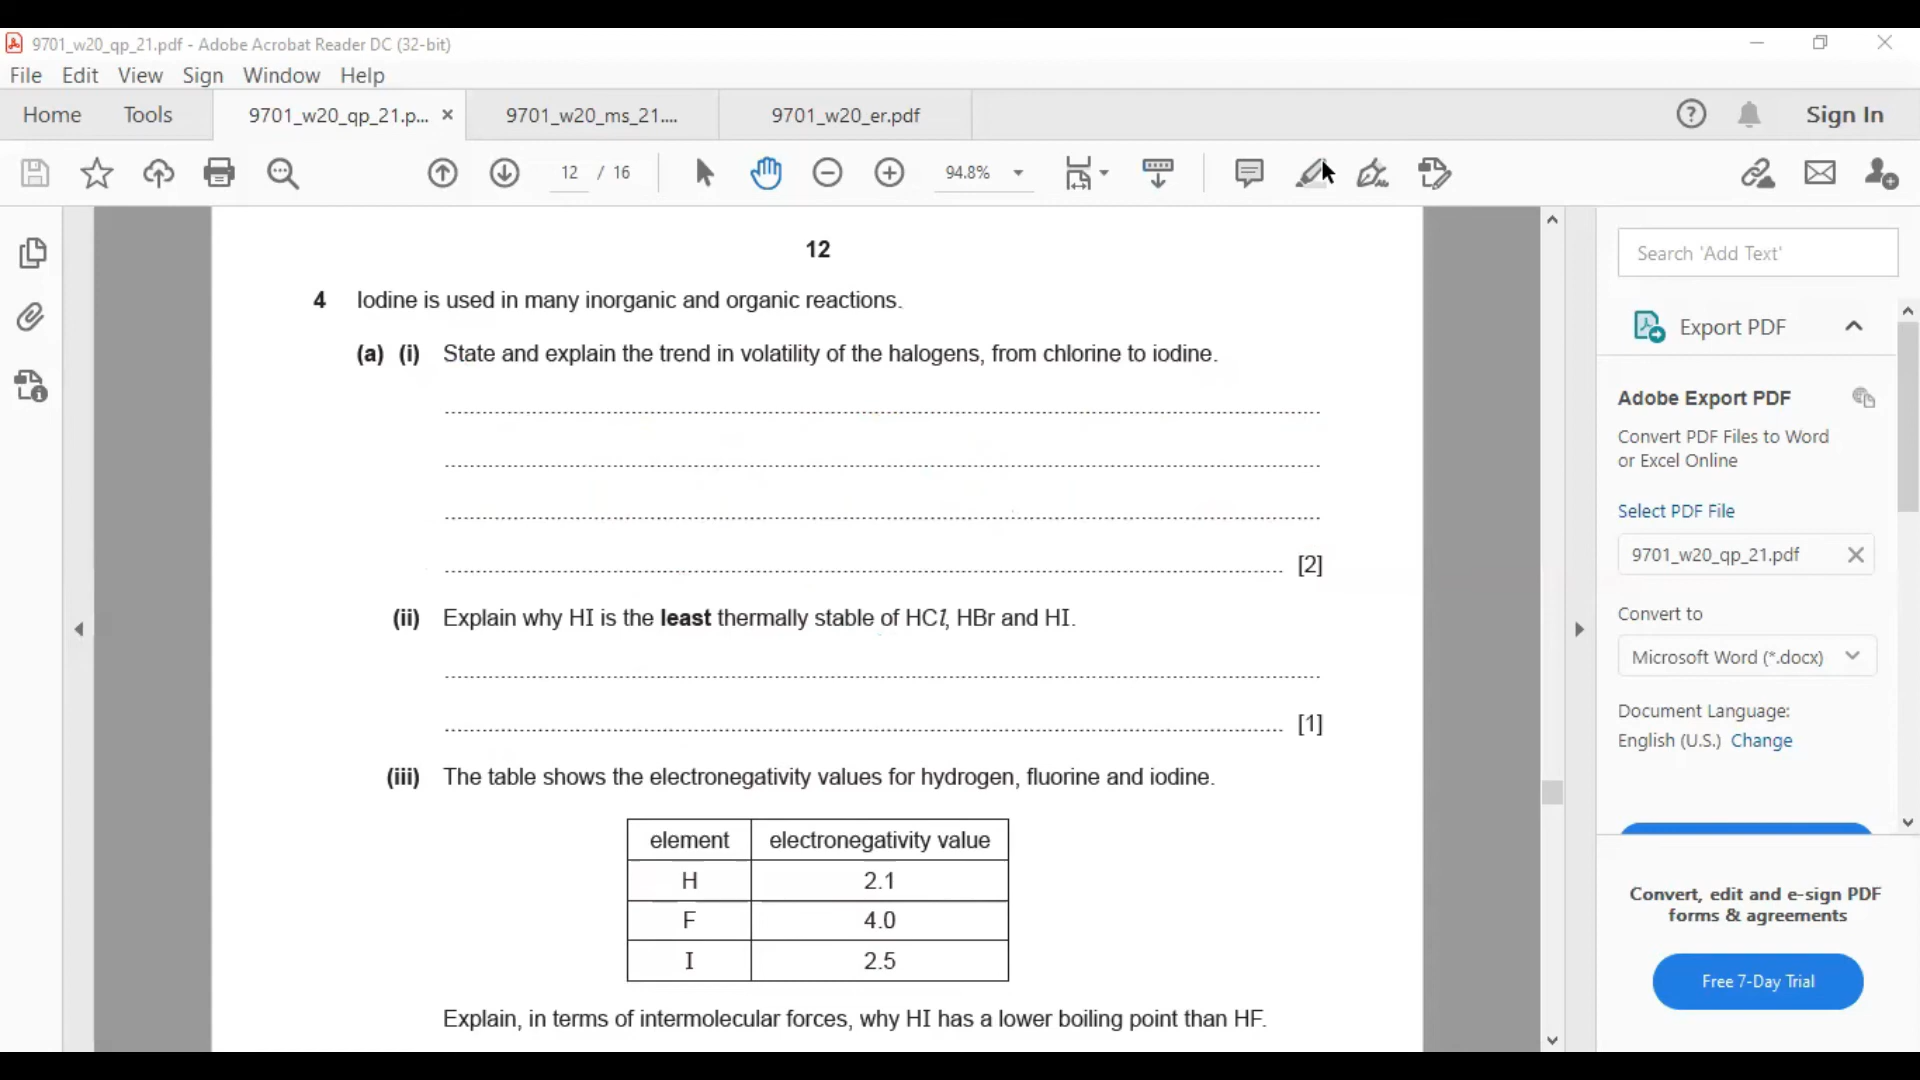 9701_w20_qp_21.pdf - Adobe Acrobat Reader DC (32-bit)
File Edit View Sign Window Help
Home Tools 9701_w20_qp_21.p... × 9701_w20_ms_21.... 9701_w20_er.pdf Sign In
12 / 16 94.8%
12
4 Iodine is used in many inorganic and organic reactions.
(a) (i) State and explain the trend in volatility of the halogens, from chlorine to iodine.
[2]
(ii) Explain why HI is the least thermally stable of HCl, HBr and HI.
[1]
(iii) The table shows the electronegativity values for hydrogen, fluorine and iodine.
element electronegativity value
H 2.1
F 4.0
I 2.5
Explain, in terms of intermolecular forces, why HI has a lower boiling point than HF.
Search 'Add Text'
Export PDF
Adobe Export PDF
Convert PDF Files to Word
or Excel Online
Select PDF File
9701_w20_qp_21.pdf
Convert to
Microsoft Word (*.docx)
Document Language:
English (U.S.) Change
Convert, edit and e-sign PDF
forms & agreements
Free 7-Day Trial